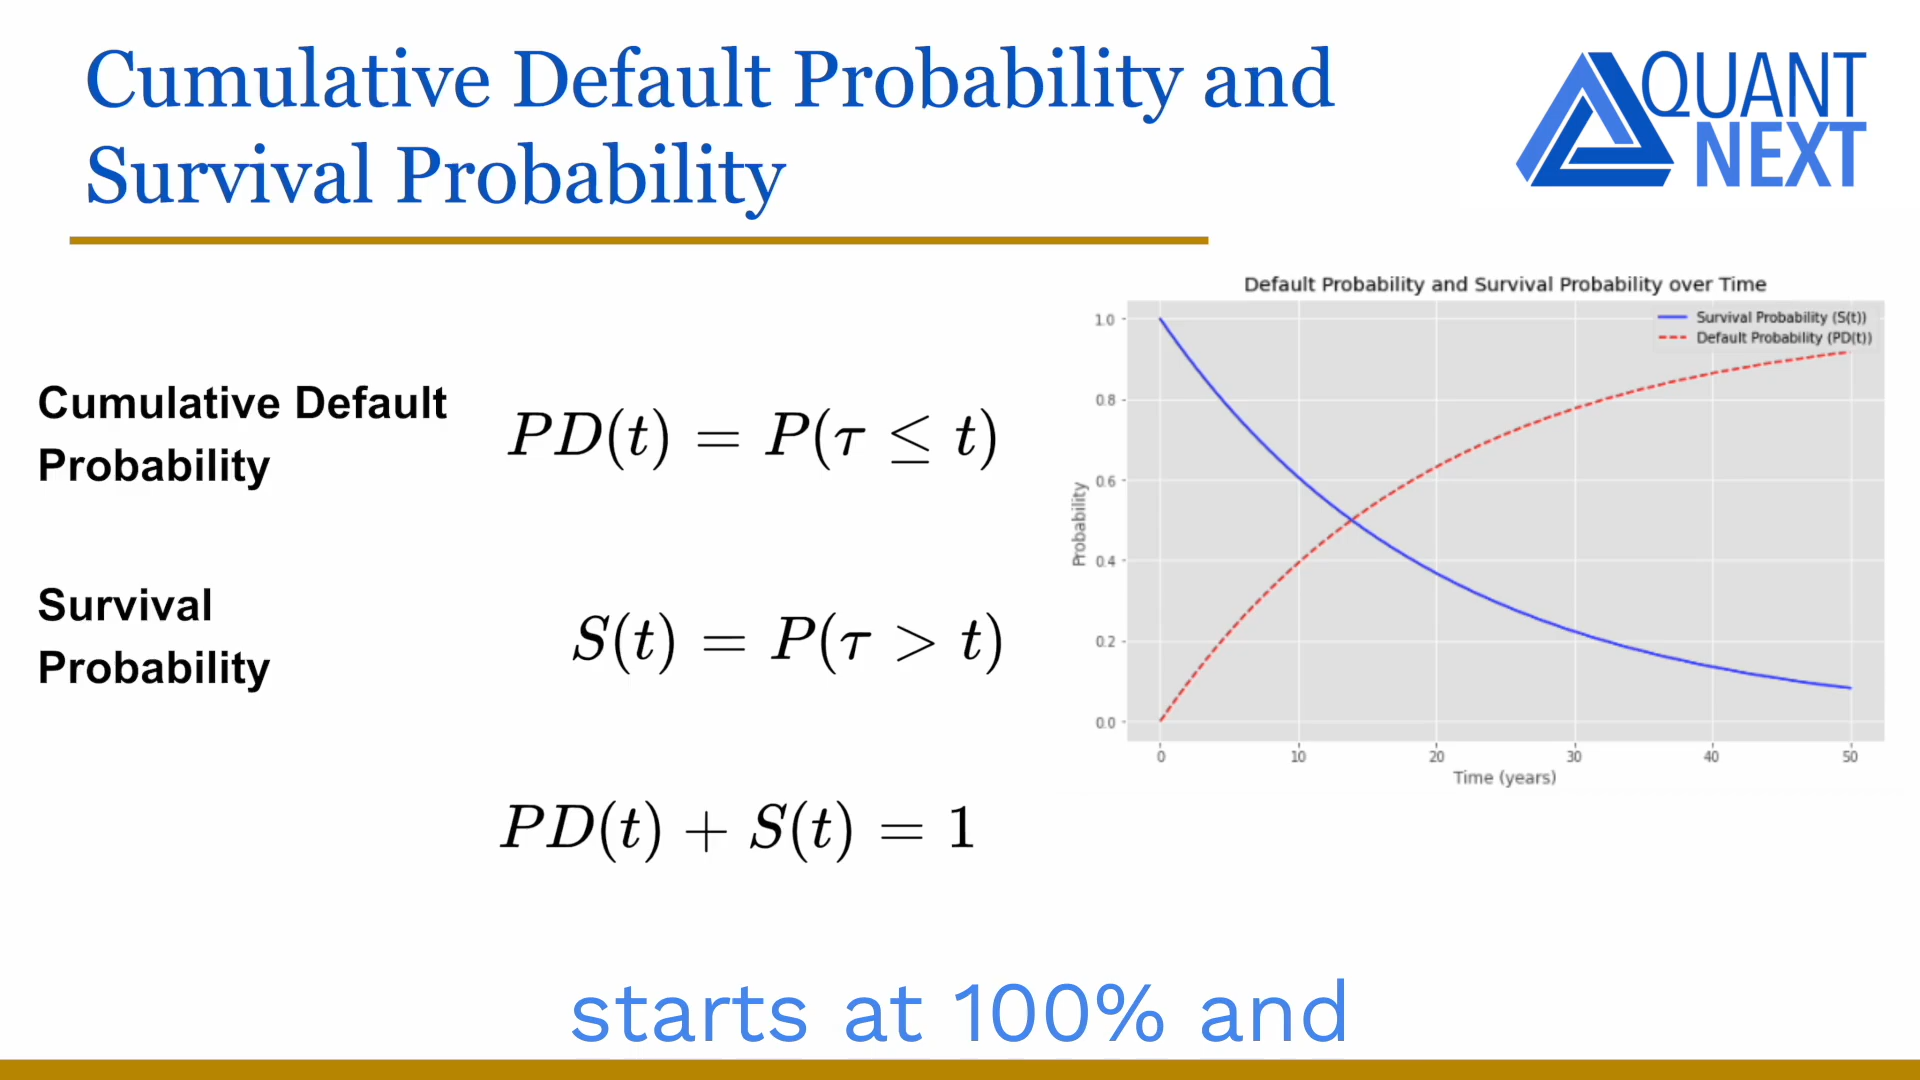 Cumulative Default Probability and
Survival Probability
QUANT
NEXT
Cumulative Default
Probability
PD(t) = P(τ ≤ t)
Survival
Probability
S(t) = P(τ > t)
PD(t) + S(t) = 1
Default Probability and Survival Probability over Time
Survival Probability (S(t))
Default Probability (PD(t))
Probability
1.0
0.8
0.6
0.4
0.2
0.0
0 10 20 30 40 50
Time (years)
starts at 100% and